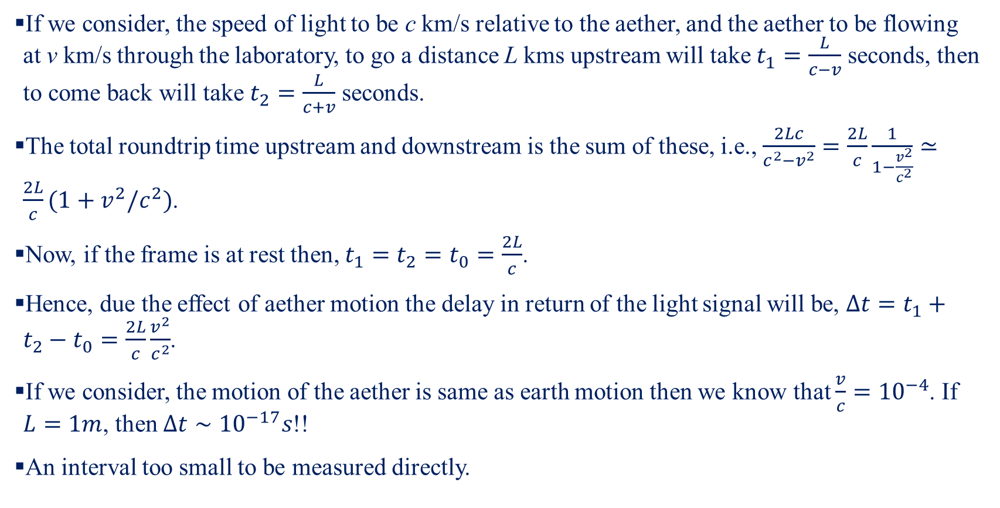 ▪If we consider, the speed of light to be c km/s relative to the aether, and the aether to be flowing
at v km/s through the laboratory, to go a distance L kms upstream will take $t_1 = \frac{L}{c-v}$ seconds, then
to come back will take $t_2 = \frac{L}{c+v}$ seconds.
▪The total roundtrip time upstream and downstream is the sum of these, i.e., $\frac{2Lc}{c^2-v^2} = \frac{2L}{c}\frac{1}{1-\frac{v^2}{c^2}} \simeq$
$\frac{2L}{c}(1 + v^2/c^2)$.
▪Now, if the frame is at rest then, $t_1 = t_2 = t_0 = \frac{2L}{c}$.
▪Hence, due the effect of aether motion the delay in return of the light signal will be, $\Delta t = t_1 +$
$t_2 - t_0 = \frac{2L}{c}\frac{v^2}{c^2}$.
▪If we consider, the motion of the aether is same as earth motion then we know that $\frac{v}{c} = 10^{-4}$. If
$L = 1m$, then $\Delta t \sim 10^{-17}s$!!
▪An interval too small to be measured directly.